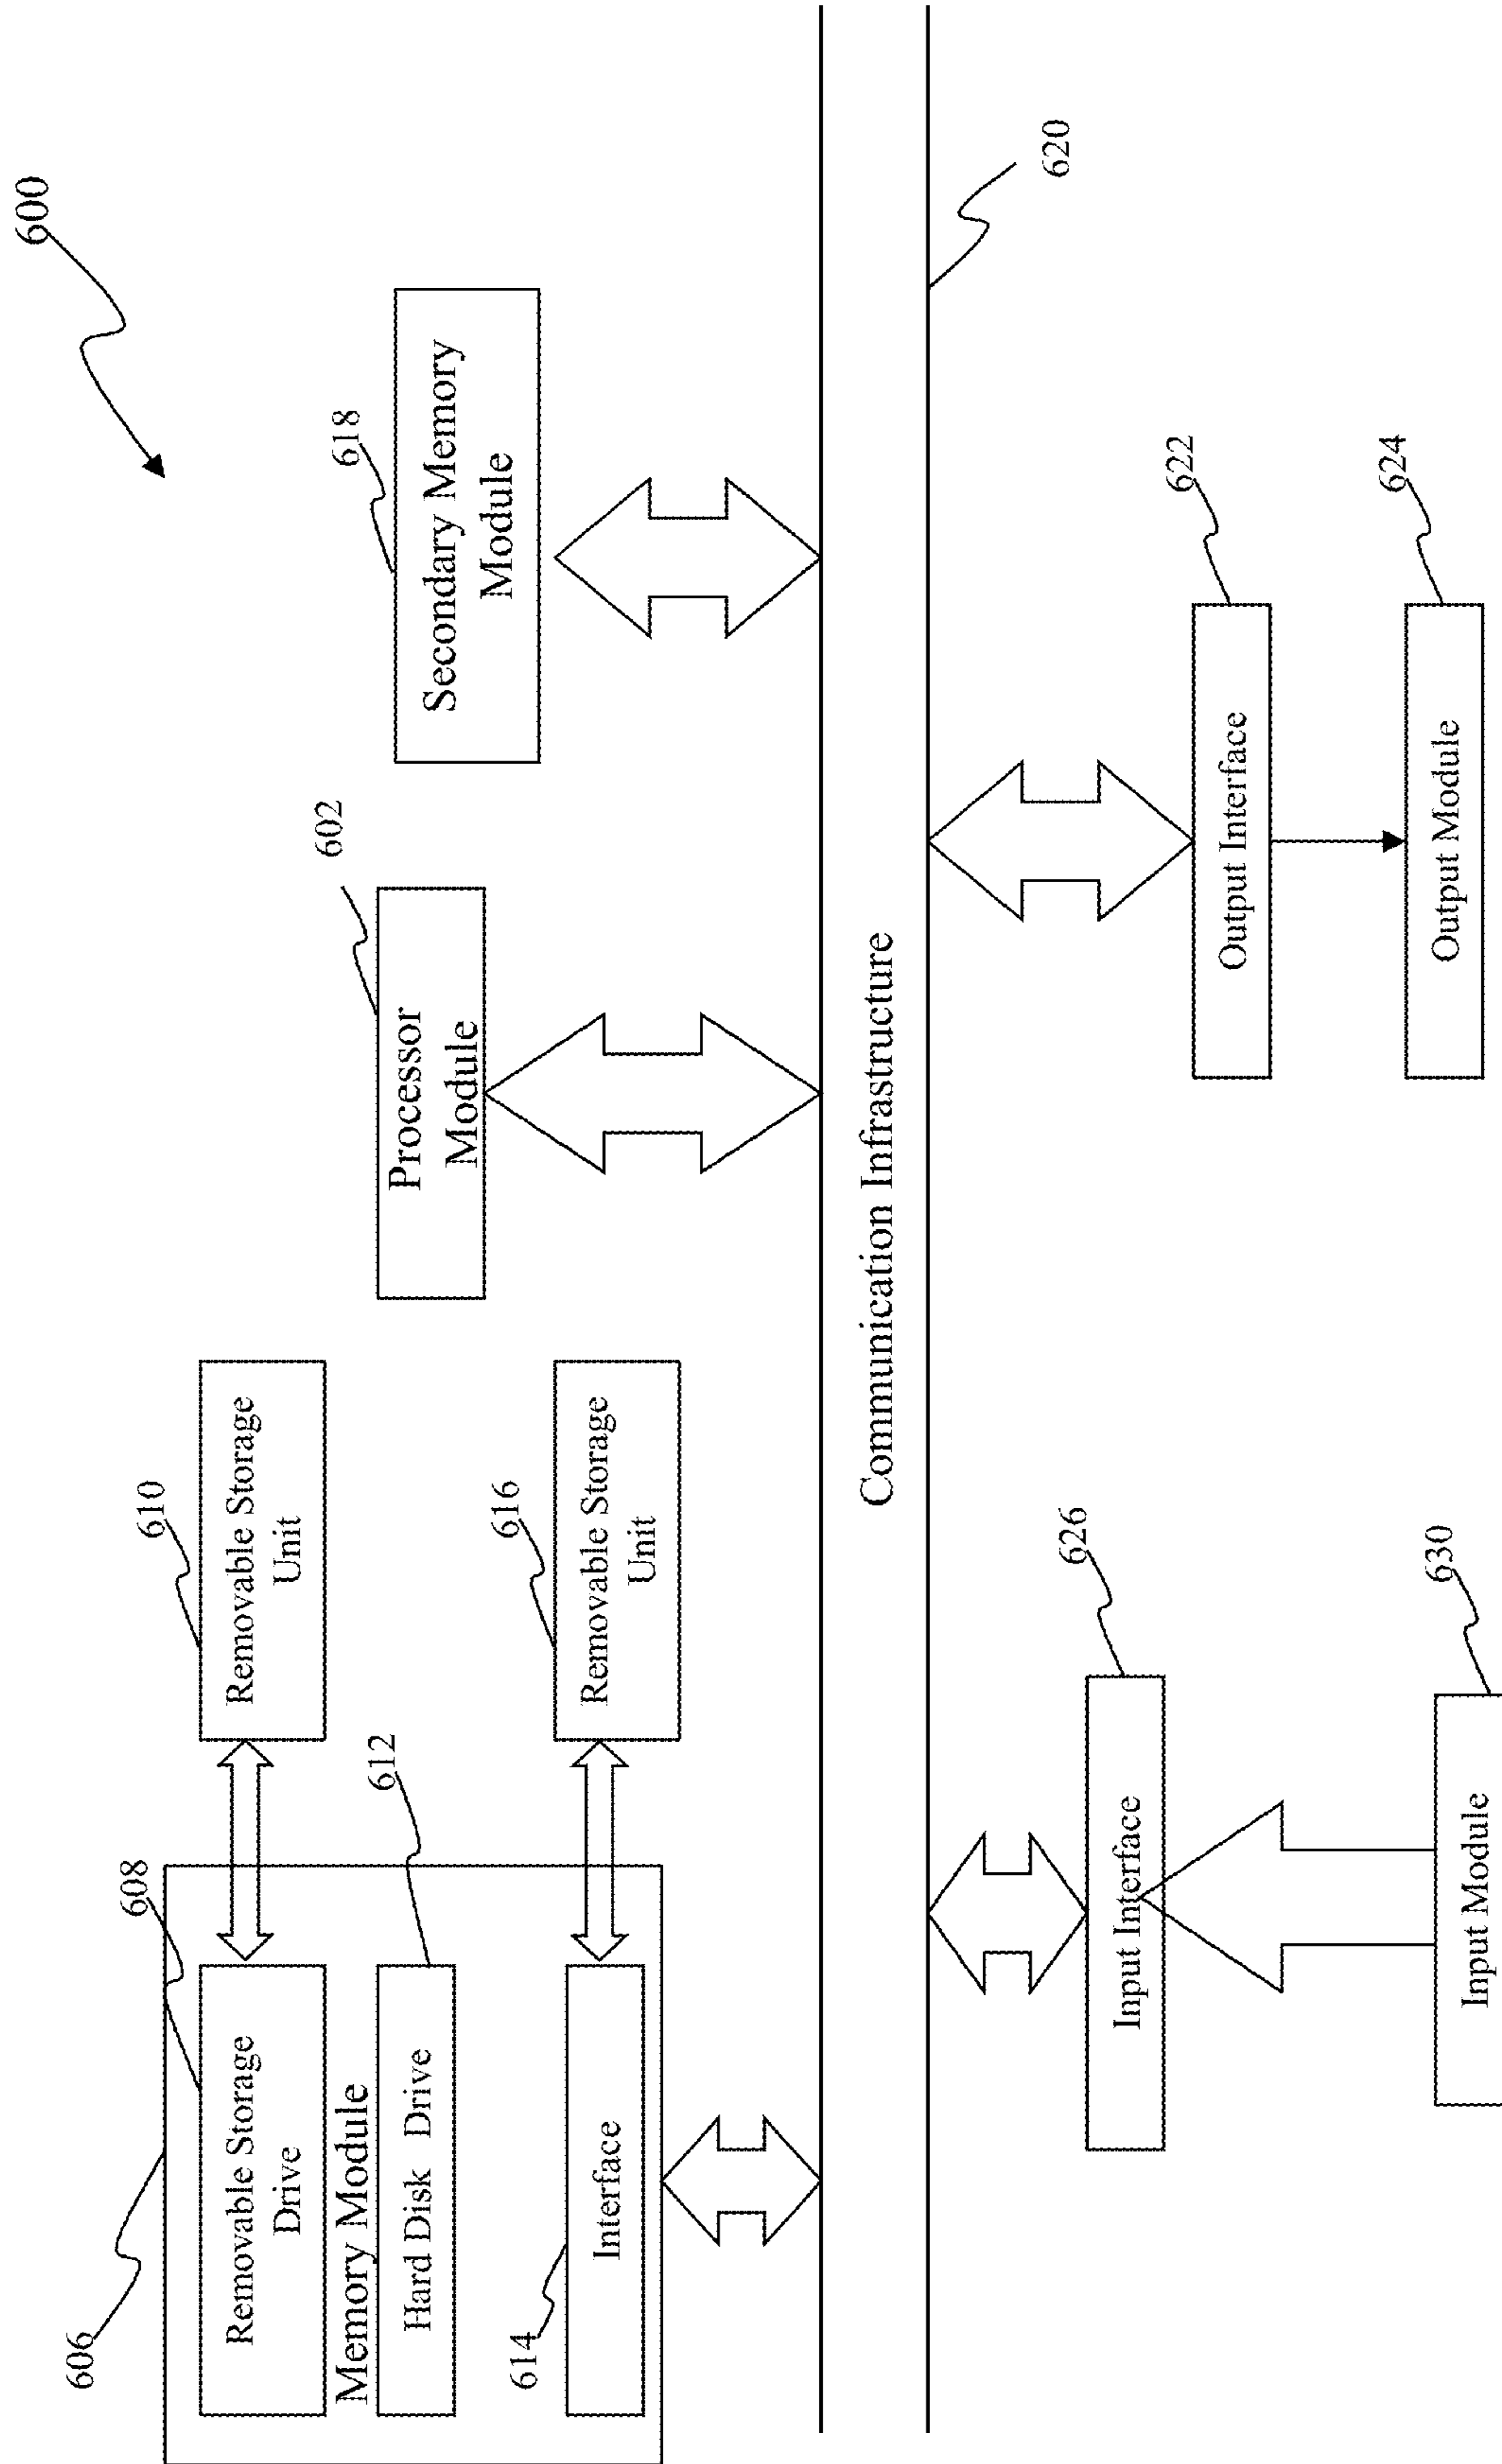 600
606
608
Removable Storage
Drive
610
Removable Storage
Unit
Memory Module
612
Hard Disk Drive
614
Interface
616
Removable Storage
Unit
602
Processor
Module
618
Secondary Memory
Module
Communication Infrastructure
620
626
Input Interface
630
Input Module
622
Output Interface
624
Output Module